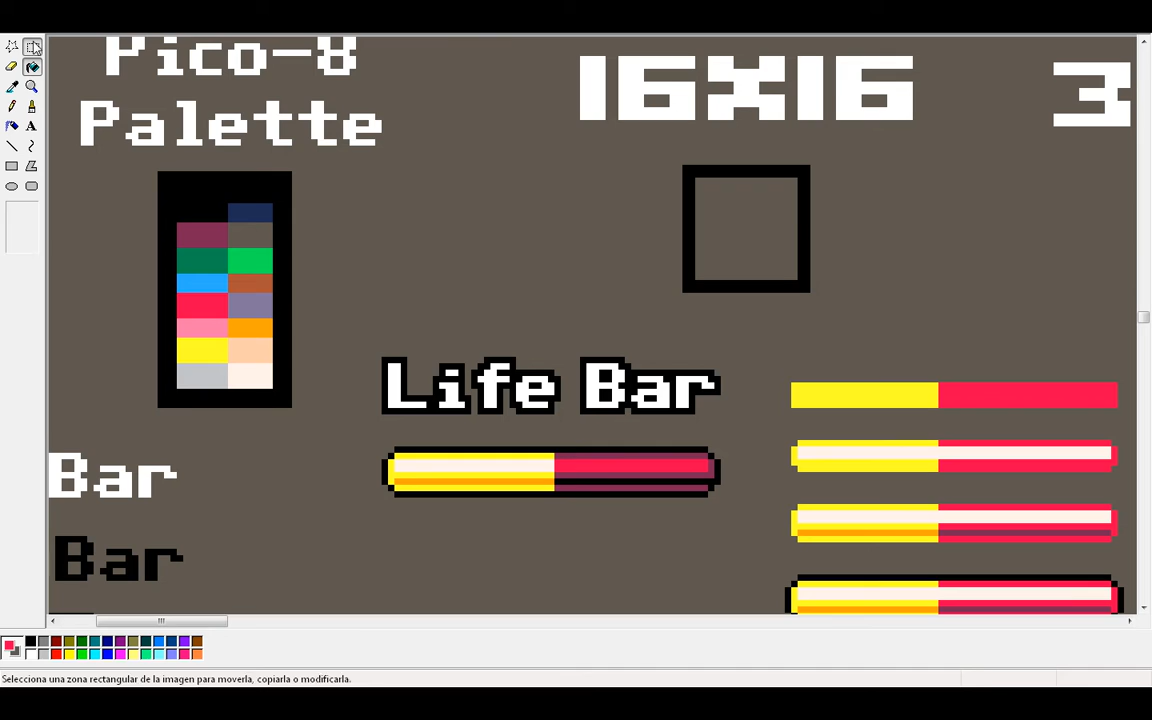 Pico-8
Palette
16X16
3
Life Bar
Bar
Bar
Selecciona una zona rectangular de la imagen para moverla, copiarla o modificarla.